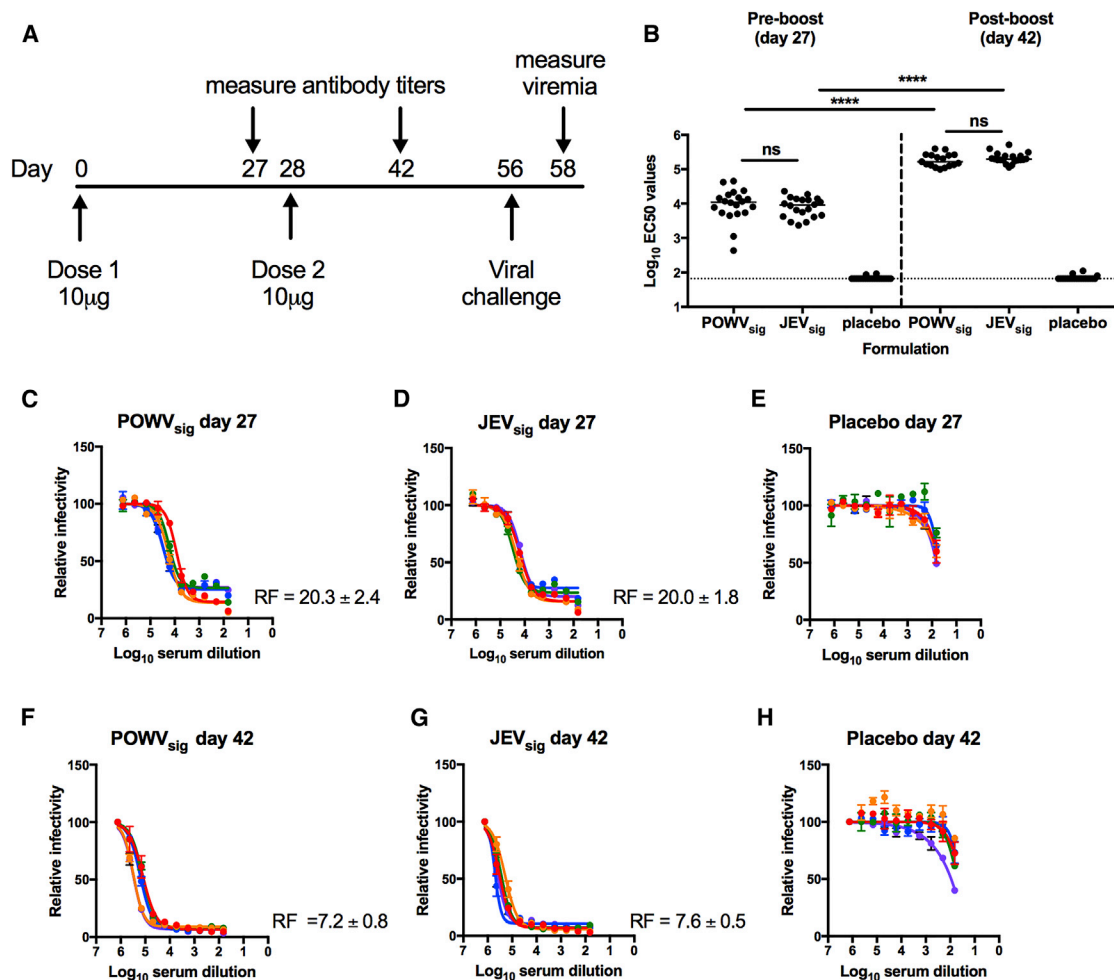 A
measure antibody titers
measure
viremia
Day
0 27 28 42 56 58
Dose 1
10μg
Dose 2
10μg
Viral
challenge
B
Pre-boost
(day 27)
Post-boost
(day 42)
****
****
ns
ns
Log10 EC50 values
6
5
4
3
2
1
POWVsig JEVsig placebo POWVsig JEVsig placebo
Formulation
C
POWVsig day 27
Relative infectivity
150
100
50
0
7 6 5 4 3 2 1 0
Log10 serum dilution
RF = 20.3 ± 2.4
D
JEVsig day 27
Relative infectivity
150
100
50
0
7 6 5 4 3 2 1 0
Log10 serum dilution
RF = 20.0 ± 1.8
E
Placebo day 27
Relative infectivity
150
100
50
0
7 6 5 4 3 2 1 0
Log10 serum dilution
F
POWVsig day 42
Relative infectivity
150
100
50
0
7 6 5 4 3 2 1 0
Log10 serum dilution
RF =7.2 ± 0.8
G
JEVsig day 42
Relative infectivity
150
100
50
0
7 6 5 4 3 2 1 0
Log10 serum dilution
RF = 7.6 ± 0.5
H
Placebo day 42
Relative infectivity
150
100
50
0
7 6 5 4 3 2 1 0
Log10 serum dilution